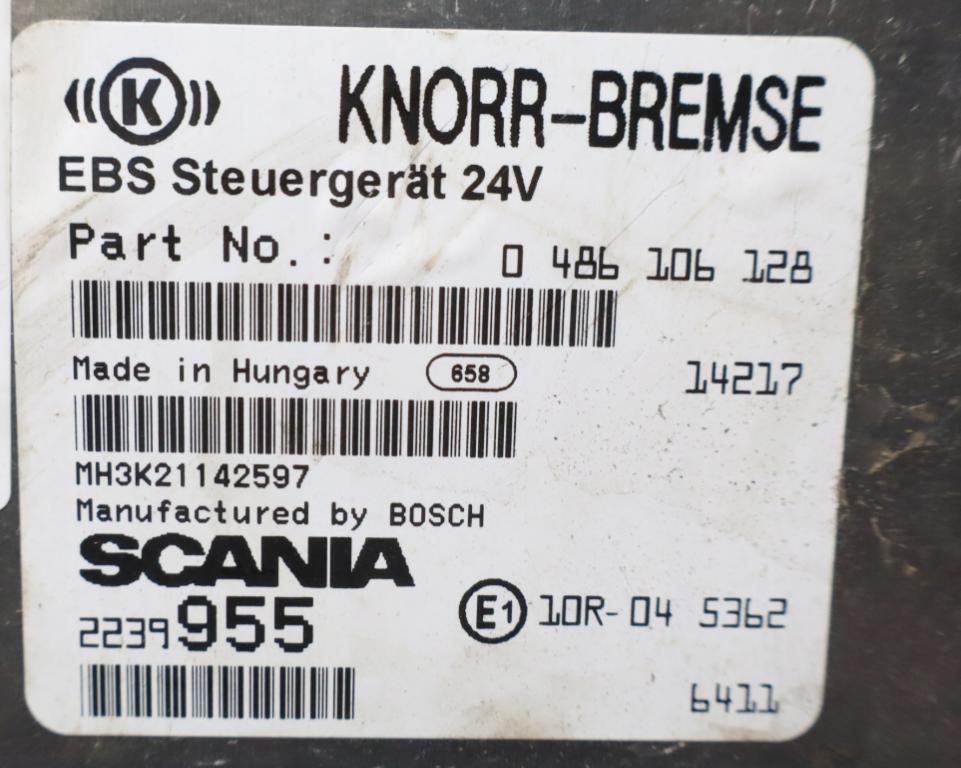 K KNORR-BREMSE
EBS Steuergerät 24V
Part No.: 0 486 106 128
Made in Hungary 658 14217
MH3K21142597
Manufactured by BOSCH
SCANIA
2239955 E1 10R-04 5362
6411